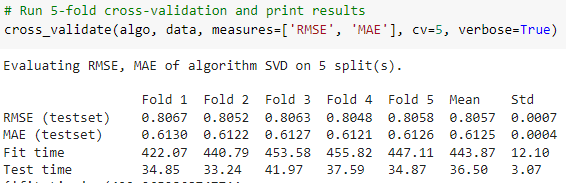 # Run 5-fold cross-validation and print results
cross_validate(algo, data, measures=['RMSE', 'MAE'], cv=5, verbose=True)
Evaluating RMSE, MAE of algorithm SVD on 5 split(s).
Fold 1 Fold 2 Fold 3 Fold 4 Fold 5 Mean Std
RMSE (testset) 0.8067 0.8052 0.8063 0.8048 0.8058 0.8057 0.0007
MAE (testset) 0.6130 0.6122 0.6127 0.6121 0.6126 0.6125 0.0004
Fit time 422.07 440.79 453.58 455.82 447.11 443.87 12.10
Test time 34.85 33.24 41.97 37.59 34.87 36.50 3.07